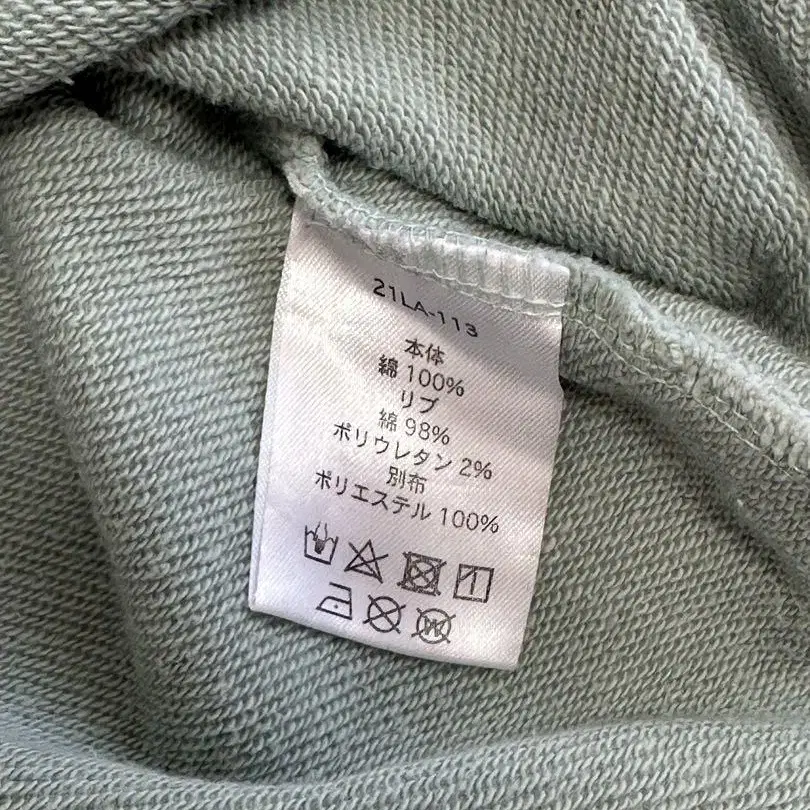 21LA-113
本体
綿 100%
リブ
綿 98%
ポリウレタン 2%
別布
ポリエステル 100%
W